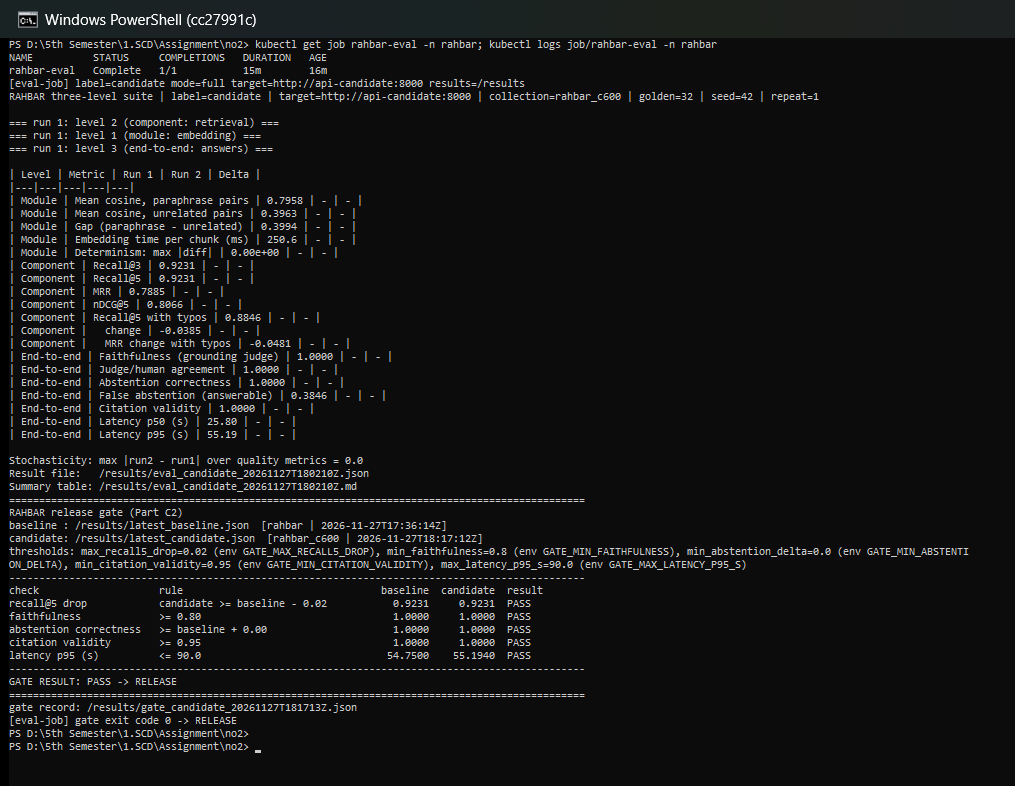 Windows PowerShell (cc27991c)
PS D:\5th Semester\1.SCD\Assignment\no2> kubectl get job rahbar-eval -n rahbar; kubectl logs job/rahbar-eval -n rahbar
NAME          STATUS     COMPLETIONS   DURATION   AGE
rahbar-eval   Complete   1/1           15m        16m
[eval-job] label=candidate mode=full target=http://api-candidate:8000 results=/results
RAHBAR three-level suite | label=candidate | target=http://api-candidate:8000 | collection=rahbar_c600 | golden=32 | seed=42 | repeat=1
=== run 1: level 2 (component: retrieval) ===
=== run 1: level 1 (module: embedding) ===
=== run 1: level 3 (end-to-end: answers) ===
| Level | Metric | Run 1 | Run 2 | Delta |
|---|---|---|---|---|
| Module | Mean cosine, paraphrase pairs | 0.7958 | - | - |
| Module | Mean cosine, unrelated pairs | 0.3963 | - | - |
| Module | Gap (paraphrase - unrelated) | 0.3994 | - | - |
| Module | Embedding time per chunk (ms) | 250.6 | - | - |
| Module | Determinism: max |diff| | 0.00e+00 | - | - |
| Component | Recall@3 | 0.9231 | - | - |
| Component | Recall@5 | 0.9231 | - | - |
| Component | MRR | 0.7885 | - | - |
| Component | nDCG@5 | 0.8066 | - | - |
| Component | Recall@5 with typos | 0.8846 | - | - |
| Component |   change | -0.0385 | - | - |
| Component |   MRR change with typos | -0.0481 | - | - |
| End-to-end | Faithfulness (grounding judge) | 1.0000 | - | - |
| End-to-end | Judge/human agreement | 1.0000 | - | - |
| End-to-end | Abstention correctness | 1.0000 | - | - |
| End-to-end | False abstention (answerable) | 0.3846 | - | - |
| End-to-end | Citation validity | 1.0000 | - | - |
| End-to-end | Latency p50 (s) | 25.80 | - | - |
| End-to-end | Latency p95 (s) | 55.19 | - | - |
Stochasticity: max |run2 - run1| over quality metrics = 0.0
Result file:   /results/eval_candidate_20261127T180210Z.json
Summary table: /results/eval_candidate_20261127T180210Z.md
================================================================================================
RAHBAR release gate (Part C2)
baseline : /results/latest_baseline.json  [rahbar | 2026-11-27T17:36:14Z]
candidate: /results/latest_candidate.json  [rahbar_c600 | 2026-11-27T18:17:12Z]
thresholds: max_recall5_drop=0.02 (env GATE_MAX_RECALL5_DROP), min_faithfulness=0.8 (env GATE_MIN_FAITHFULNESS), min_abstention_delta=0.0 (env GATE_MIN_ABSTENTI
ON_DELTA), min_citation_validity=0.95 (env GATE_MIN_CITATION_VALIDITY), max_latency_p95_s=90.0 (env GATE_MAX_LATENCY_P95_S)
------------------------------------------------------------------------------------------------
check                    rule                                 baseline  candidate  result
recall@5 drop            candidate >= baseline - 0.02           0.9231     0.9231  PASS
faithfulness             >= 0.80                                1.0000     1.0000  PASS
abstention correctness   >= baseline + 0.00                     1.0000     1.0000  PASS
citation validity        >= 0.95                                1.0000     1.0000  PASS
latency p95 (s)          <= 90.0                               54.7500    55.1940  PASS
------------------------------------------------------------------------------------------------
GATE RESULT: PASS -> RELEASE
================================================================================================
gate record: /results/gate_candidate_20261127T181713Z.json
[eval-job] gate exit code 0 -> RELEASE
PS D:\5th Semester\1.SCD\Assignment\no2>
PS D:\5th Semester\1.SCD\Assignment\no2>